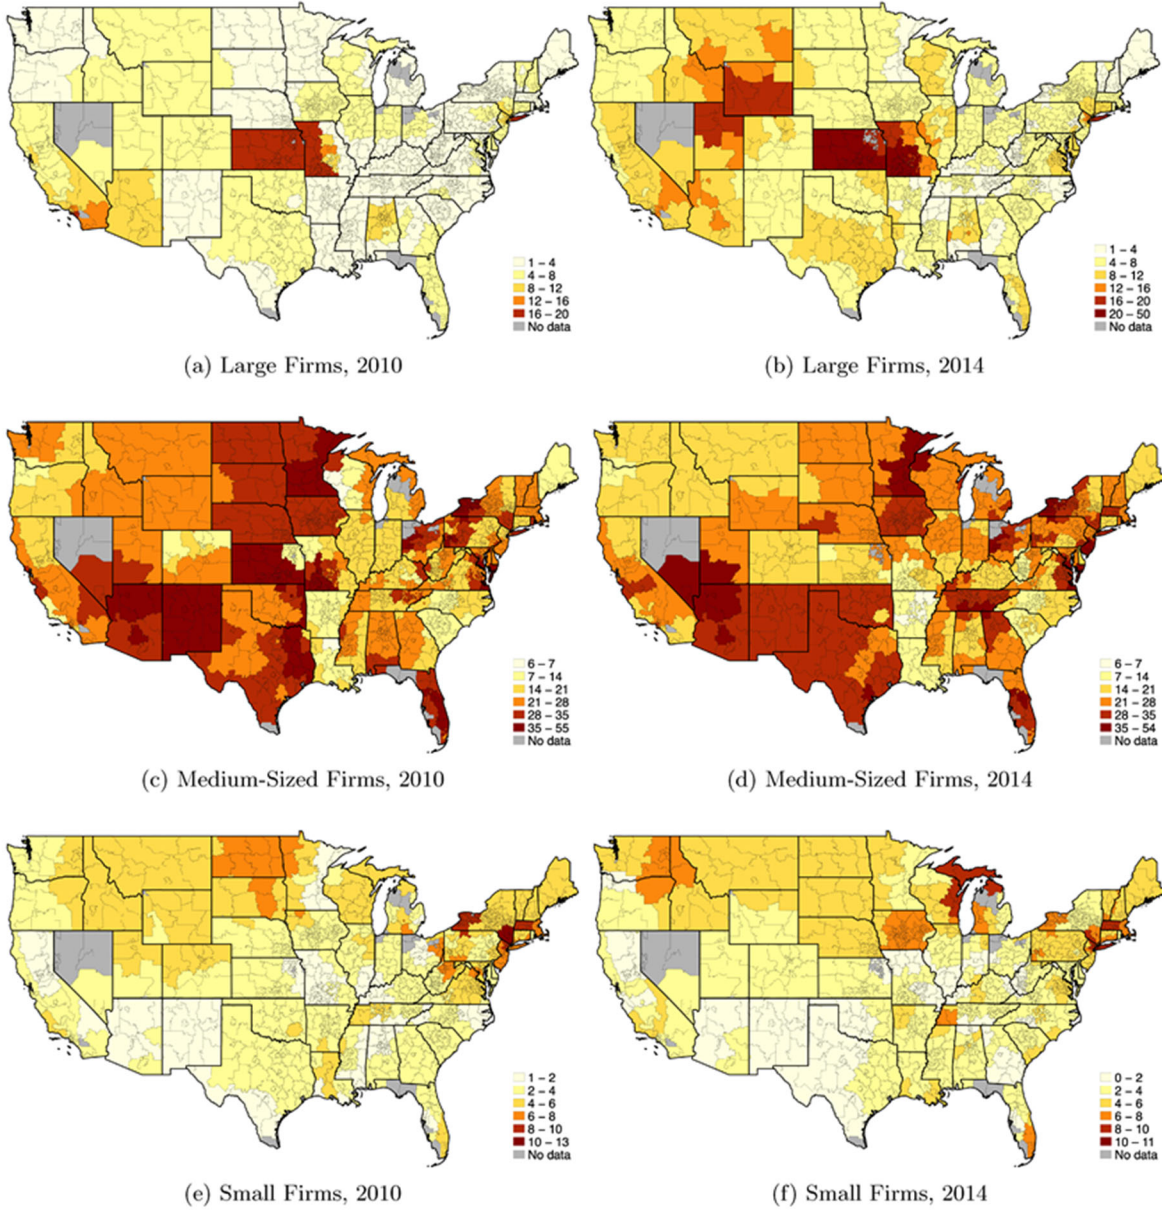 1 – 4
4 – 8
8 – 12
12 – 16
16 – 20
No data
1 – 4
4 – 8
8 – 12
12 – 16
16 – 20
20 – 50
No data
(a) Large Firms, 2010
(b) Large Firms, 2014
6 – 7
7 – 14
14 – 21
21 – 28
28 – 35
35 – 55
No data
6 – 7
7 – 14
14 – 21
21 – 28
28 – 35
35 – 54
No data
(c) Medium-Sized Firms, 2010
(d) Medium-Sized Firms, 2014
1 – 2
2 – 4
4 – 6
6 – 8
8 – 10
10 – 13
No data
0 – 2
2 – 4
4 – 6
6 – 8
8 – 10
10 – 11
No data
(e) Small Firms, 2010
(f) Small Firms, 2014